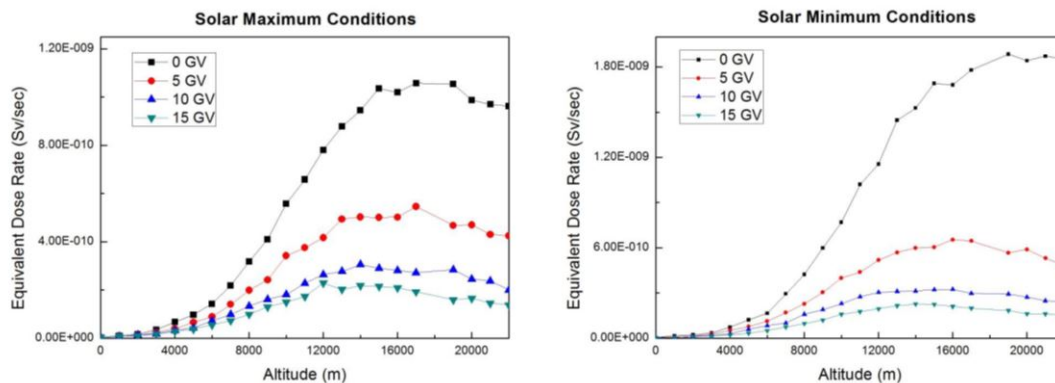 Solar Maximum Conditions
1.20E-009
8.00E-010
4.00E-010
0.00E+000
Equivalent Dose Rate (Sv/sec)
0 GV
5 GV
10 GV
15 GV
0 4000 8000 12000 16000 20000
Altitude (m)
Solar Minimum Conditions
1.80E-009
1.20E-009
6.00E-010
0.00E+000
Equivalent Dose Rate (Sv/sec)
0 GV
5 GV
10 GV
15 GV
0 4000 8000 12000 16000 20000
Altitude (m)